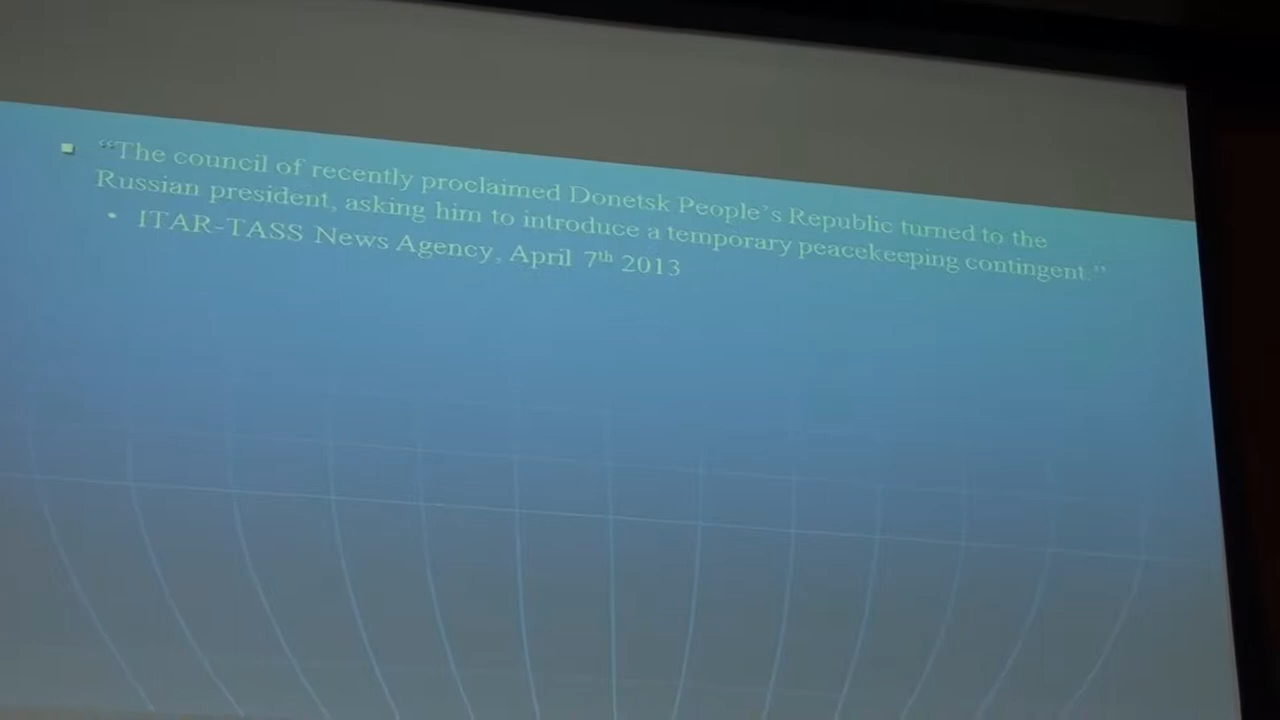 “The council of recently proclaimed Donetsk People’s Republic turned to the
Russian president, asking him to introduce a temporary peacekeeping contingent.”
ITAR-TASS News Agency, April 7th 2013